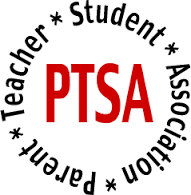 Parent * Teacher * Student * Association *
PTSA